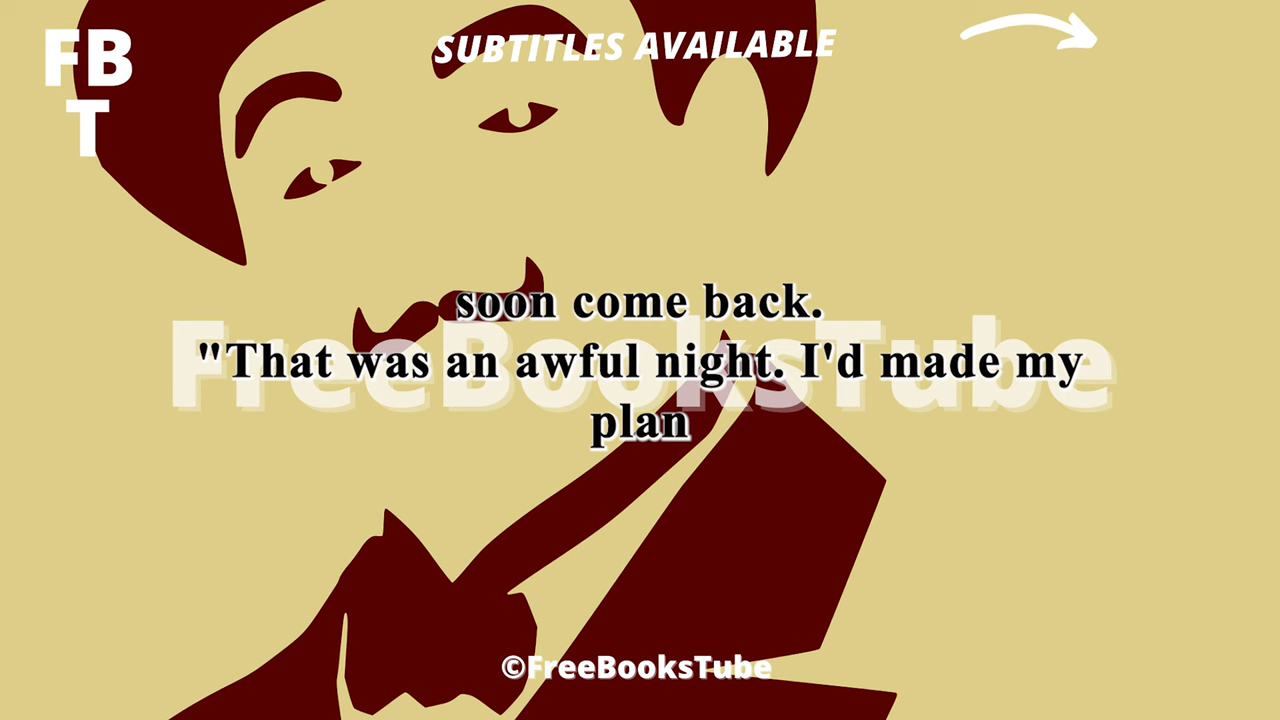 FB
T
SUBTITLES AVAILABLE
soon come back.
"That was an awful night. I'd made my
plan
FreeBooksTube
©FreeBooksTube